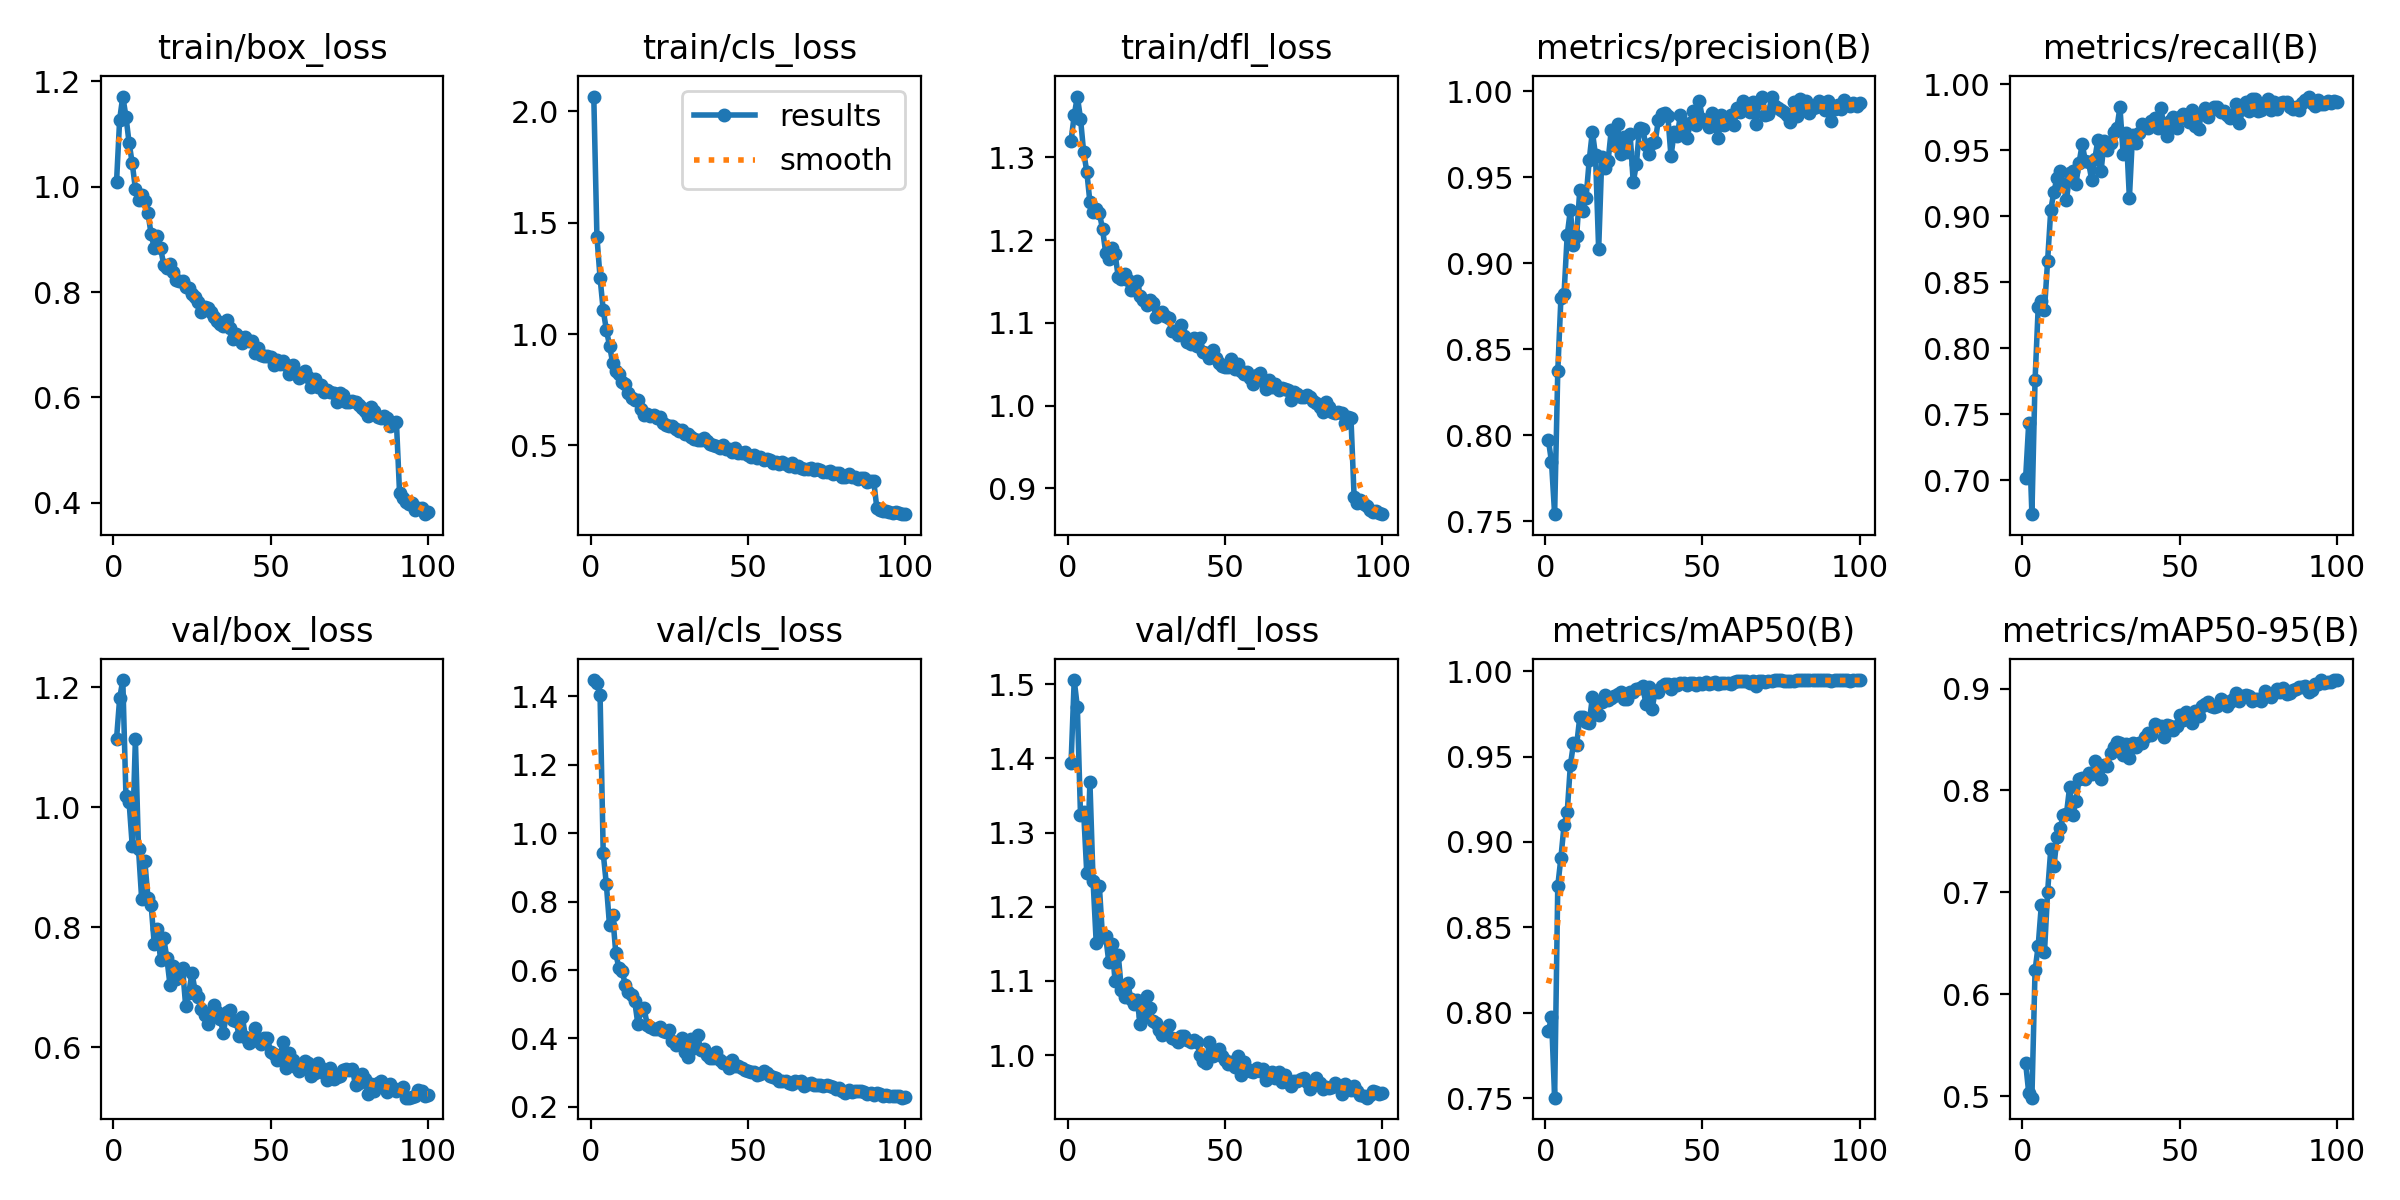 train/box_loss
1.2
1.0
0.8
0.6
0.4
0 50 100
train/cls_loss
results
smooth
2.0
1.5
1.0
0.5
0 50 100
train/dfl_loss
1.3
1.2
1.1
1.0
0.9
0 50 100
metrics/precision(B)
1.00
0.95
0.90
0.85
0.80
0.75
0 50 100
metrics/recall(B)
1.00
0.95
0.90
0.85
0.80
0.75
0.70
0 50 100
val/box_loss
1.2
1.0
0.8
0.6
0 50 100
val/cls_loss
1.4
1.2
1.0
0.8
0.6
0.4
0.2
0 50 100
val/dfl_loss
1.5
1.4
1.3
1.2
1.1
1.0
0 50 100
metrics/mAP50(B)
1.00
0.95
0.90
0.85
0.80
0.75
0 50 100
metrics/mAP50-95(B)
0.9
0.8
0.7
0.6
0.5
0 50 100